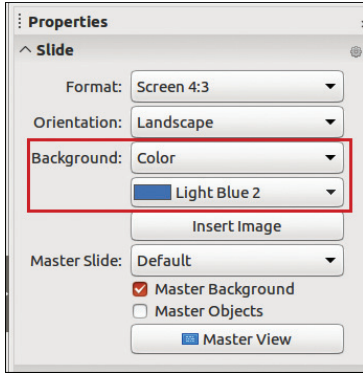 Properties
Slide
Format: Screen 4:3
Orientation: Landscape
Background: Color
Light Blue 2
Insert Image
Master Slide: Default
Master Background
Master Objects
Master View